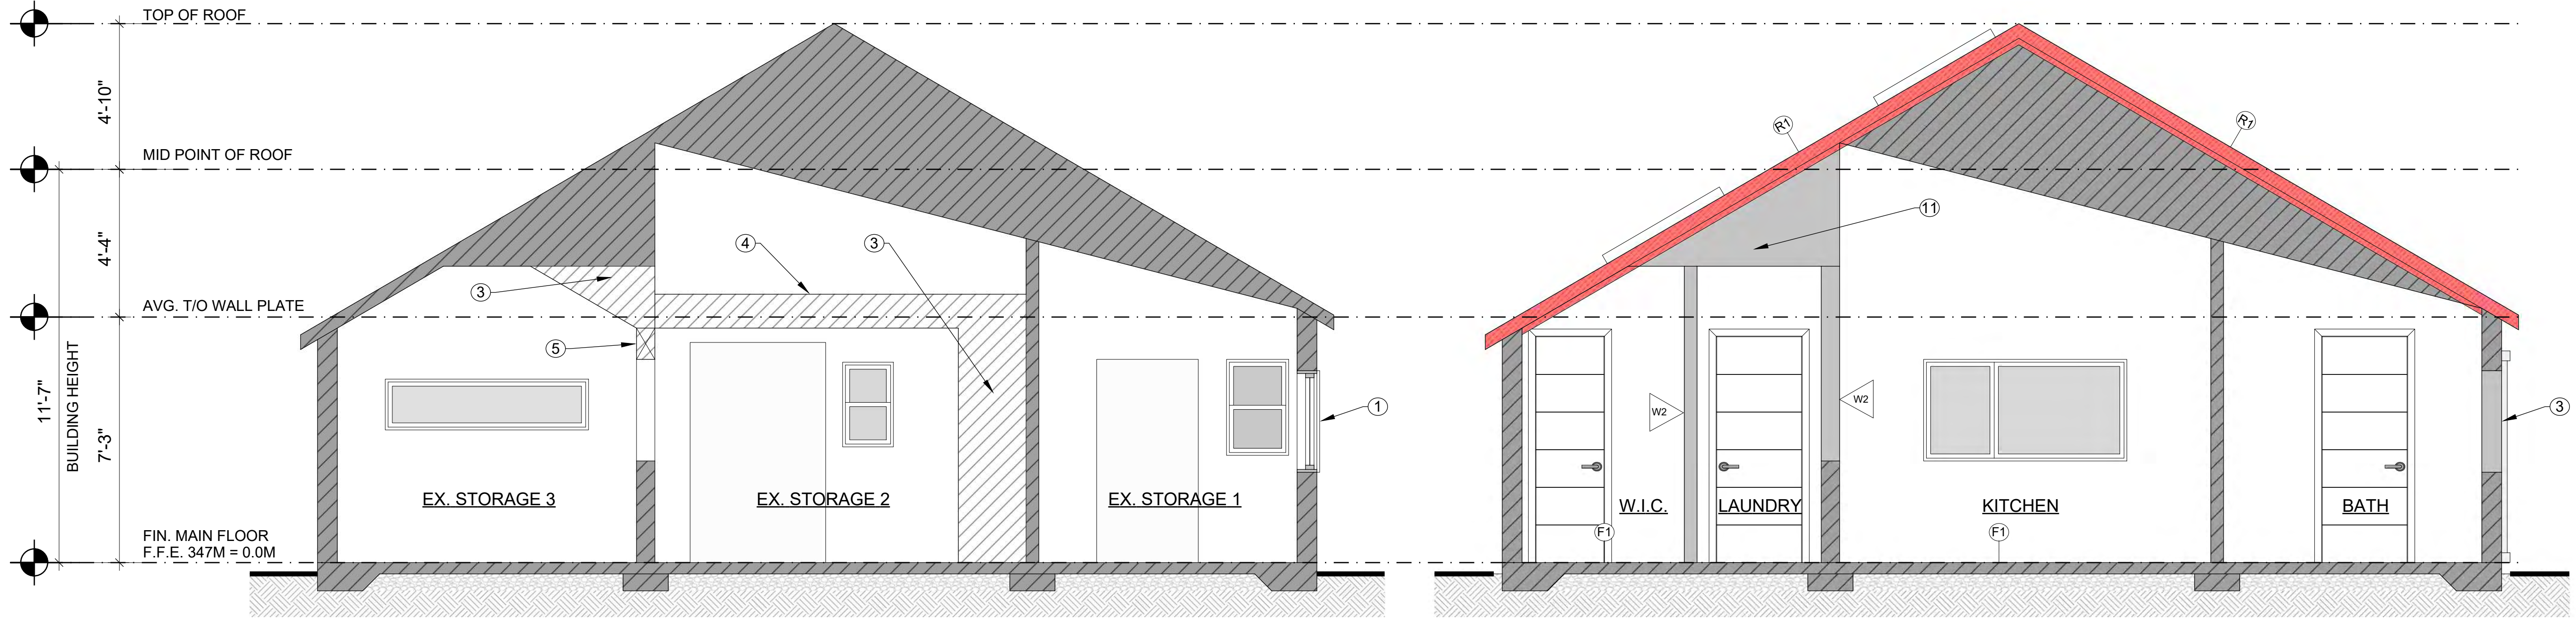 TOP OF ROOF
4'-10"
MID POINT OF ROOF
4'-4"
AVG. T/O WALL PLATE
11'-7"
BUILDING HEIGHT
7'-3"
FIN. MAIN FLOOR
F.F.E. 347M = 0.0M
3
4
3
5
1
EX. STORAGE 3
EX. STORAGE 2
EX. STORAGE 1
R1
R1
11
W2
W2
3
W.I.C.
LAUNDRY
KITCHEN
BATH
F1
F1